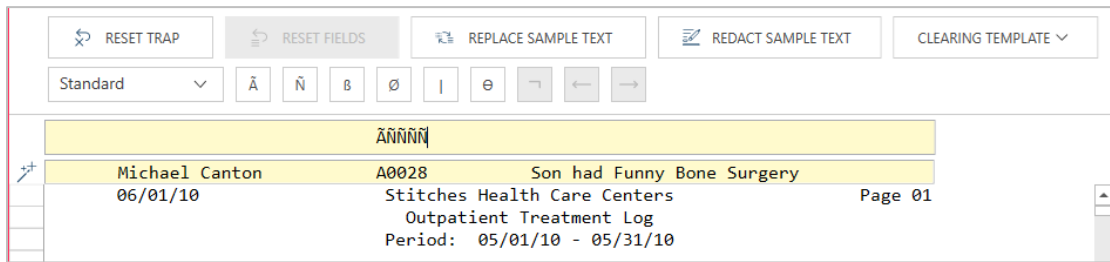 RESET TRAP RESET FIELDS REPLACE SAMPLE TEXT REDACT SAMPLE TEXT CLEARING TEMPLATE
Standard Ã Ñ ß Ø | Ɵ ¬ ← →
ÃÑÑÑÑ
Michael Canton A0028 Son had Funny Bone Surgery
06/01/10 Stitches Health Care Centers Page 01
Outpatient Treatment Log
Period: 05/01/10 - 05/31/10